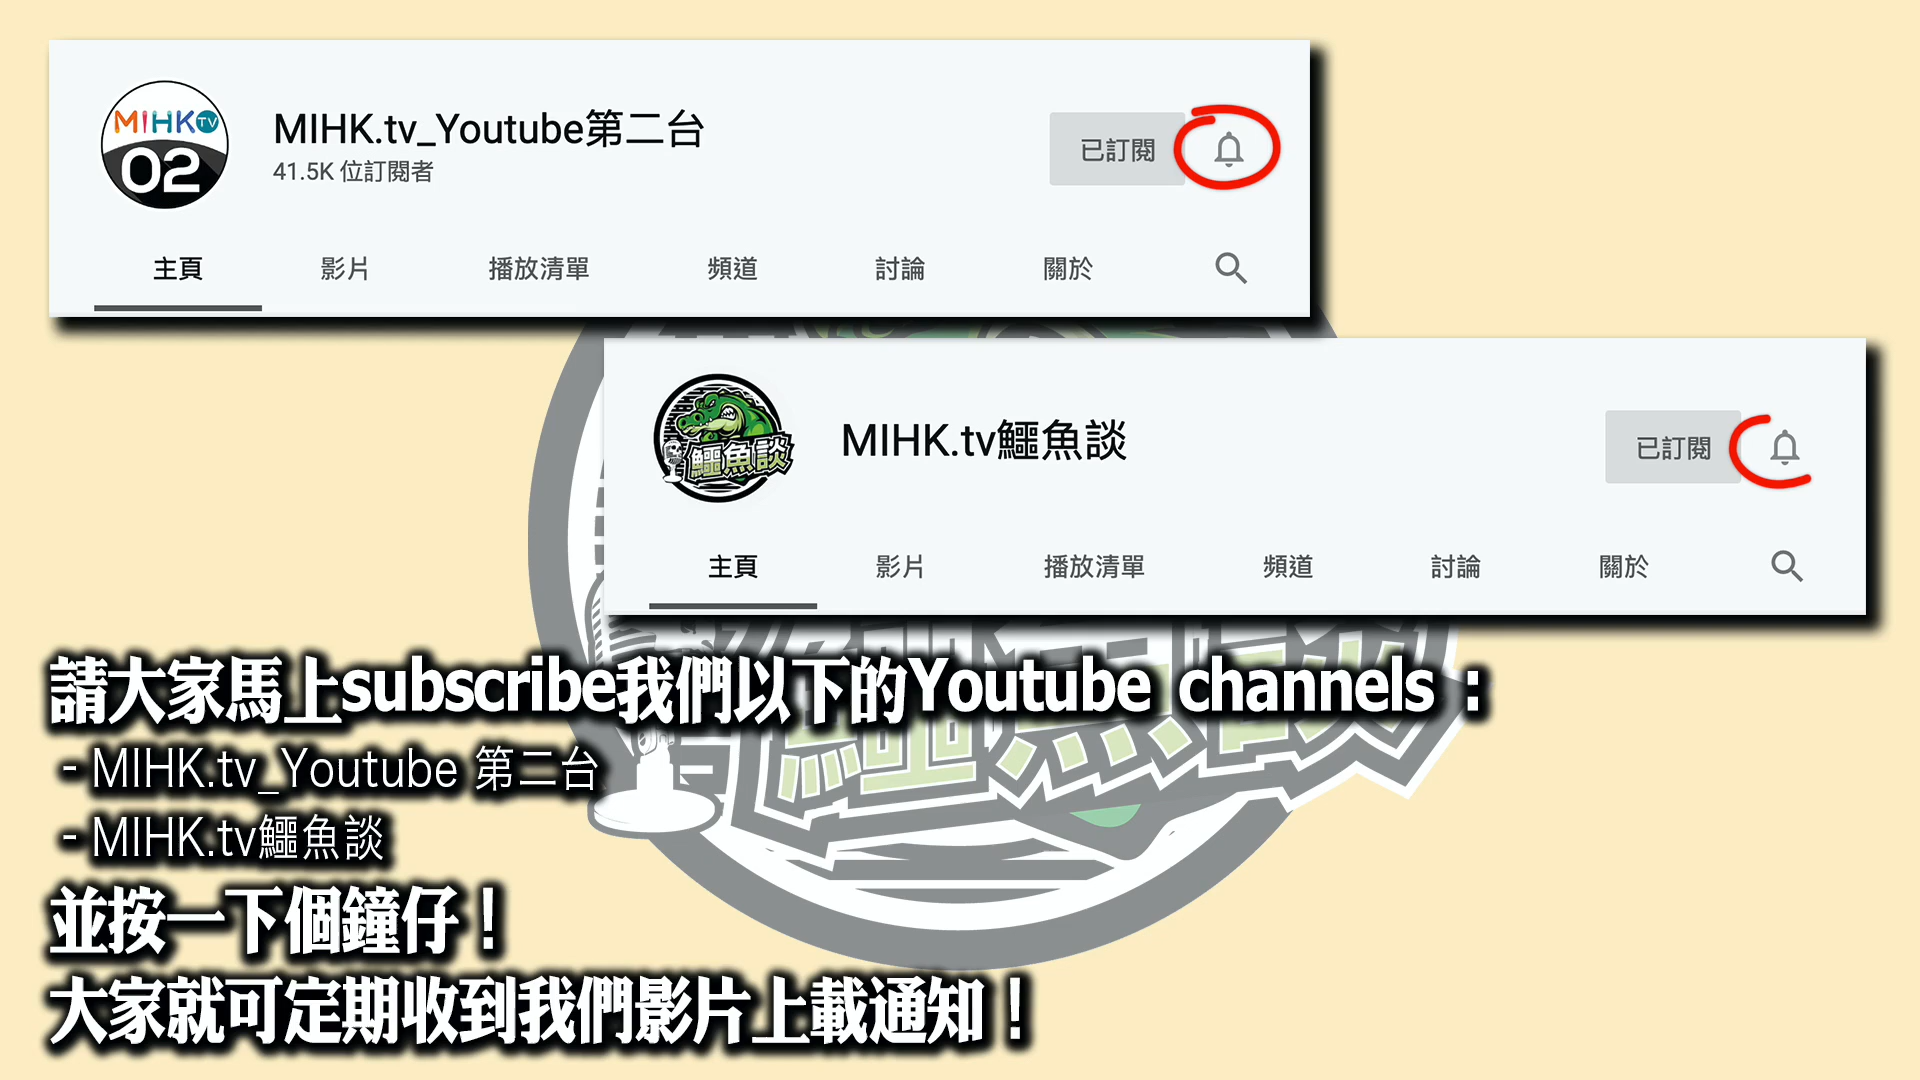 MIHK TV
02
MIHK.tv_Youtube第二台
41.5K 位訂閱者
已訂閱
主頁 影片 播放清單 頻道 討論 關於
鱷魚談
MIHK.tv鱷魚談
已訂閱
主頁 影片 播放清單 頻道 討論 關於
鱷魚談
請大家馬上subscribe我們以下的Youtube channels：
- MIHK.tv_Youtube 第二台
- MIHK.tv鱷魚談
並按一下個鐘仔！
大家就可定期收到我們影片上載通知！